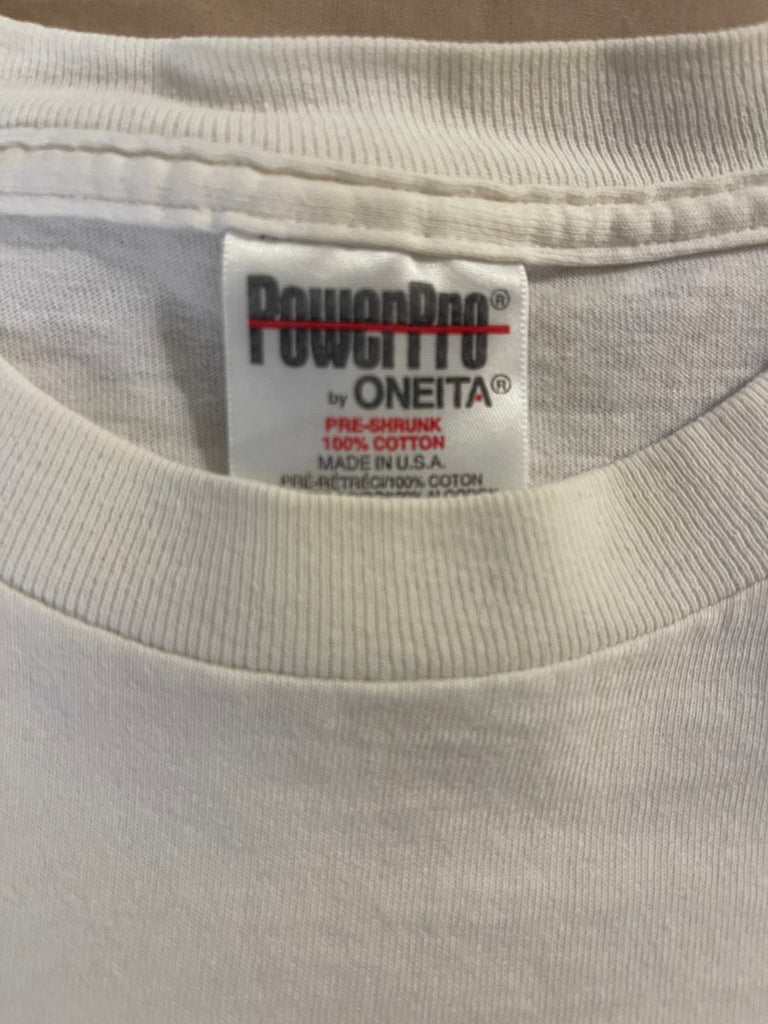 PowerPro®
by ONEITA®
PRE-SHRUNK
100% COTTON
MADE IN U.S.A.
PRÉ-RÉTRÉCI/100% COTON